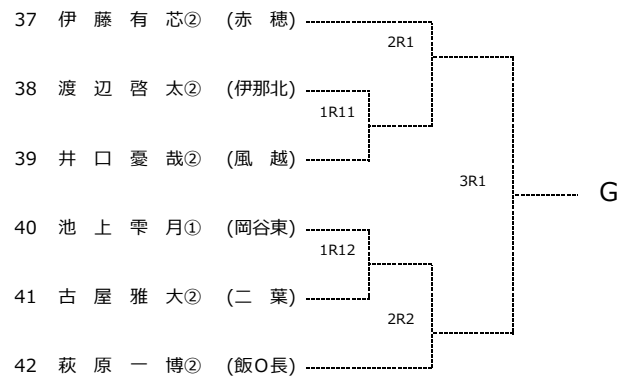 37 伊 藤 有 芯② (赤 穂)
2R1
38 渡 辺 啓 太② (伊那北)
1R11
39 井 口 憂 哉② (風 越)
3R1
G
40 池 上 雫 月① (岡谷東)
1R12
41 古 屋 雅 大② (二 葉)
2R2
42 萩 原 一 博② (飯O長)